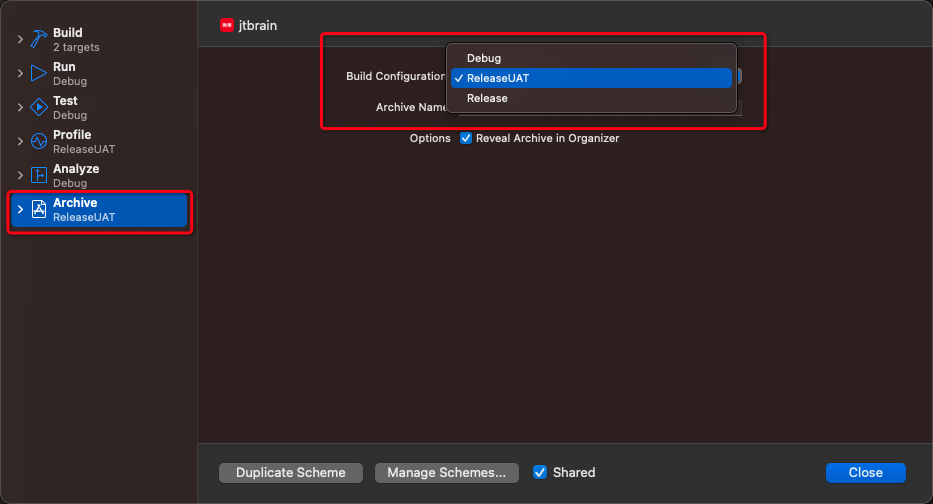 Build
2 targets
Run
Debug
Test
Debug
Profile
ReleaseUAT
Analyze
Debug
Archive
ReleaseUAT
jtbrain
Build Configuration
Debug
✓ ReleaseUAT
Release
Archive Name
Options Reveal Archive in Organizer
Duplicate Scheme Manage Schemes... Shared Close